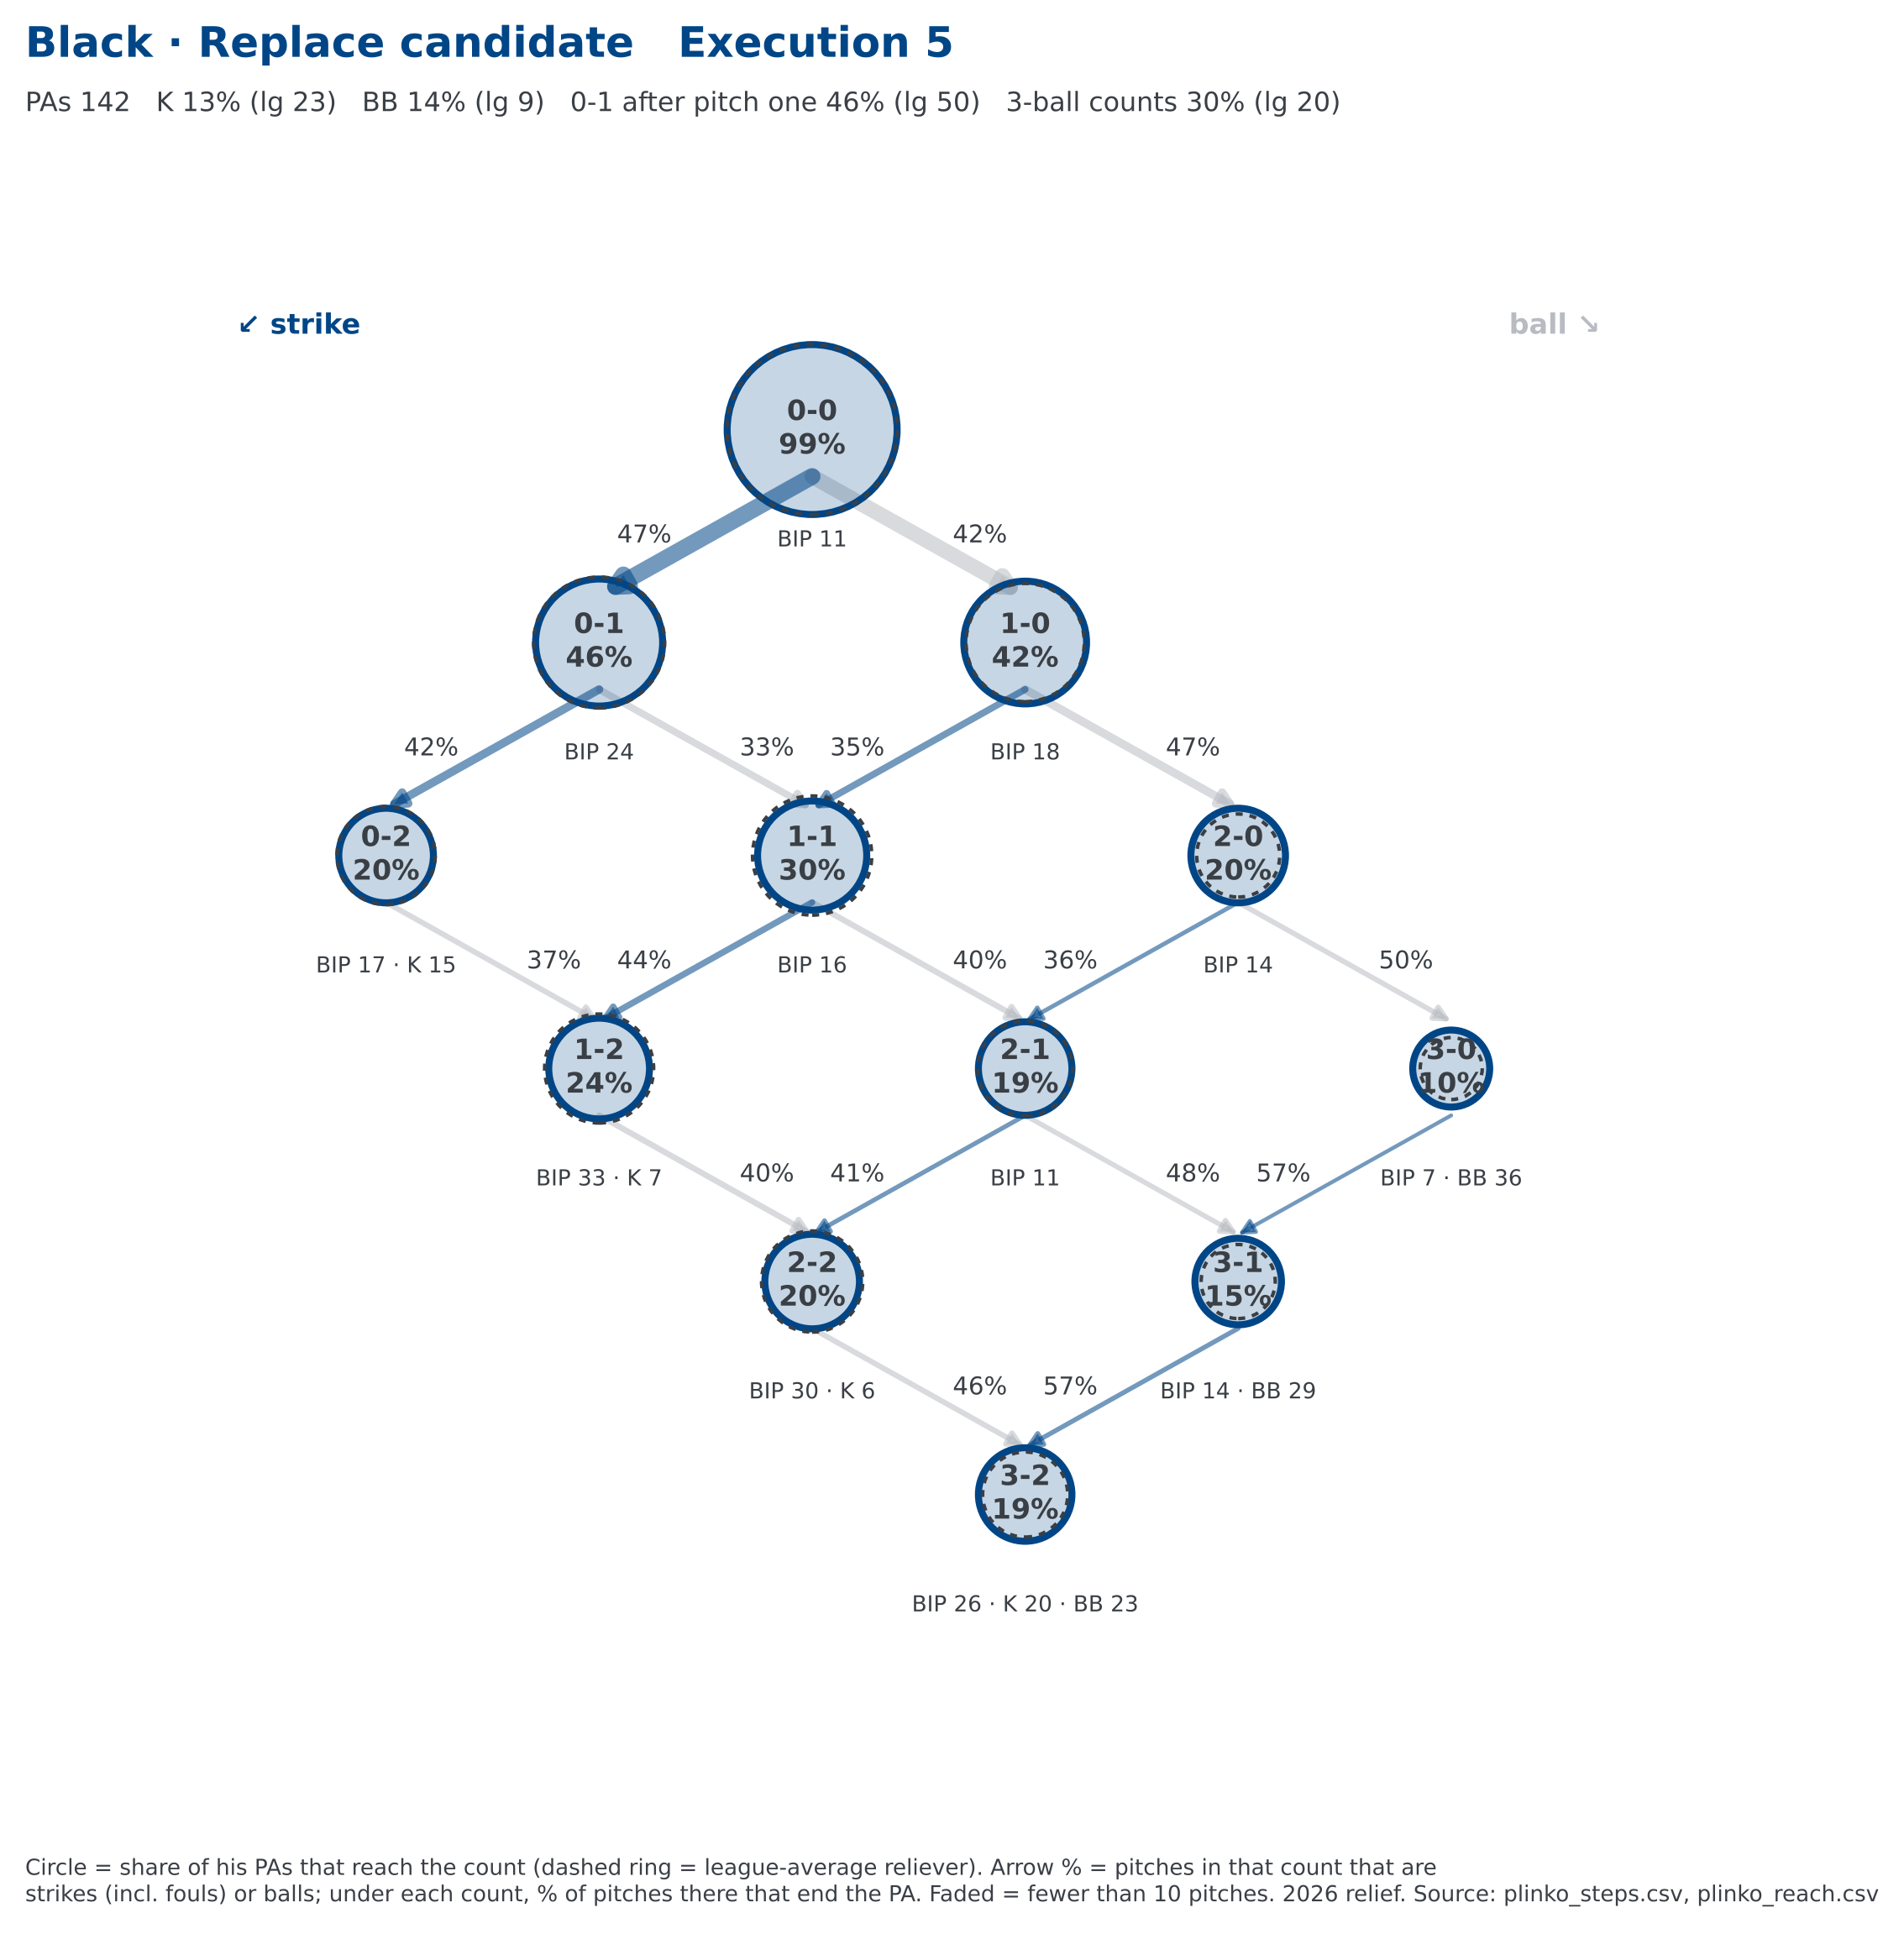 Black · Replace candidate   Execution 5
PAs 142   K 13% (lg 23)   BB 14% (lg 9)   0-1 after pitch one 46% (lg 50)   3-ball counts 30% (lg 20)
↙ strike
ball ↘
0-0
99%
47%
42%
BIP 11
0-1
46%
1-0
42%
42%
BIP 24
33%
35%
BIP 18
47%
0-2
20%
1-1
30%
2-0
20%
BIP 17 · K 15
37%
44%
BIP 16
40%
36%
BIP 14
50%
1-2
24%
2-1
19%
3-0
10%
BIP 33 · K 7
40%
41%
BIP 11
48%
57%
BIP 7 · BB 36
2-2
20%
3-1
15%
BIP 30 · K 6
46%
57%
BIP 14 · BB 29
3-2
19%
BIP 26 · K 20 · BB 23
Circle = share of his PAs that reach the count (dashed ring = league-average reliever). Arrow % = pitches in that count that are
strikes (incl. fouls) or balls; under each count, % of pitches there that end the PA. Faded = fewer than 10 pitches. 2026 relief. Source: plinko_steps.csv, plinko_reach.csv